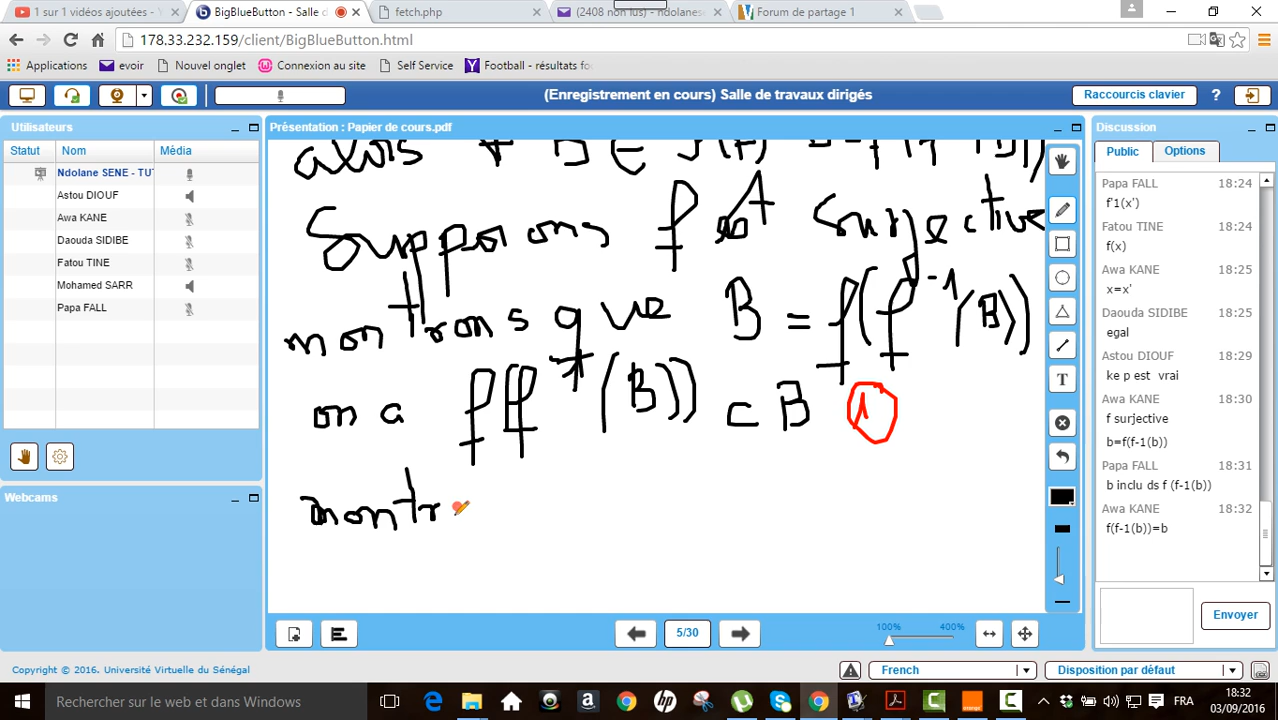 1 sur 1 vidéos ajoutées -
BigBlueButton - Salle d
fetch.php
(2408 non lus) - ndolanese
Forum de partage 1
178.33.232.159/client/BigBlueButton.html
Applications
evoir
Nouvel onglet
Connexion au site
Self Service
Football - résultats fo
(Enregistrement en cours) Salle de travaux dirigés
Raccourcis clavier
?
Utilisateurs
Statut Nom Média
Ndolane SENE - TUT
Astou DIOUF
Awa KANE
Daouda SIDIBE
Fatou TINE
Mohamed SARR
Papa FALL
Webcams
Présentation : Papier de cours.pdf
alors ∀ B ∈
Supposons f est surjective
montrons que B = f(f⁻¹(B))
on a f(f⁻¹(B)) ⊂ B 1
montr
T
5/30
100% 400%
Discussion
Public Options
Papa FALL 18:24
f'1(x')
Fatou TINE 18:24
f(x)
Awa KANE 18:25
x=x'
Daouda SIDIBE 18:25
egal
Astou DIOUF 18:29
ke p est vrai
Awa KANE 18:30
f surjective
b=f(f-1(b))
Papa FALL 18:31
b inclu ds f (f-1(b))
Awa KANE 18:32
f(f-1(b))=b
Envoyer
Copyright © 2016. Université Virtuelle du Sénégal
French
Disposition par défaut
Rechercher sur le web et dans Windows
FRA
18:32
03/09/2016